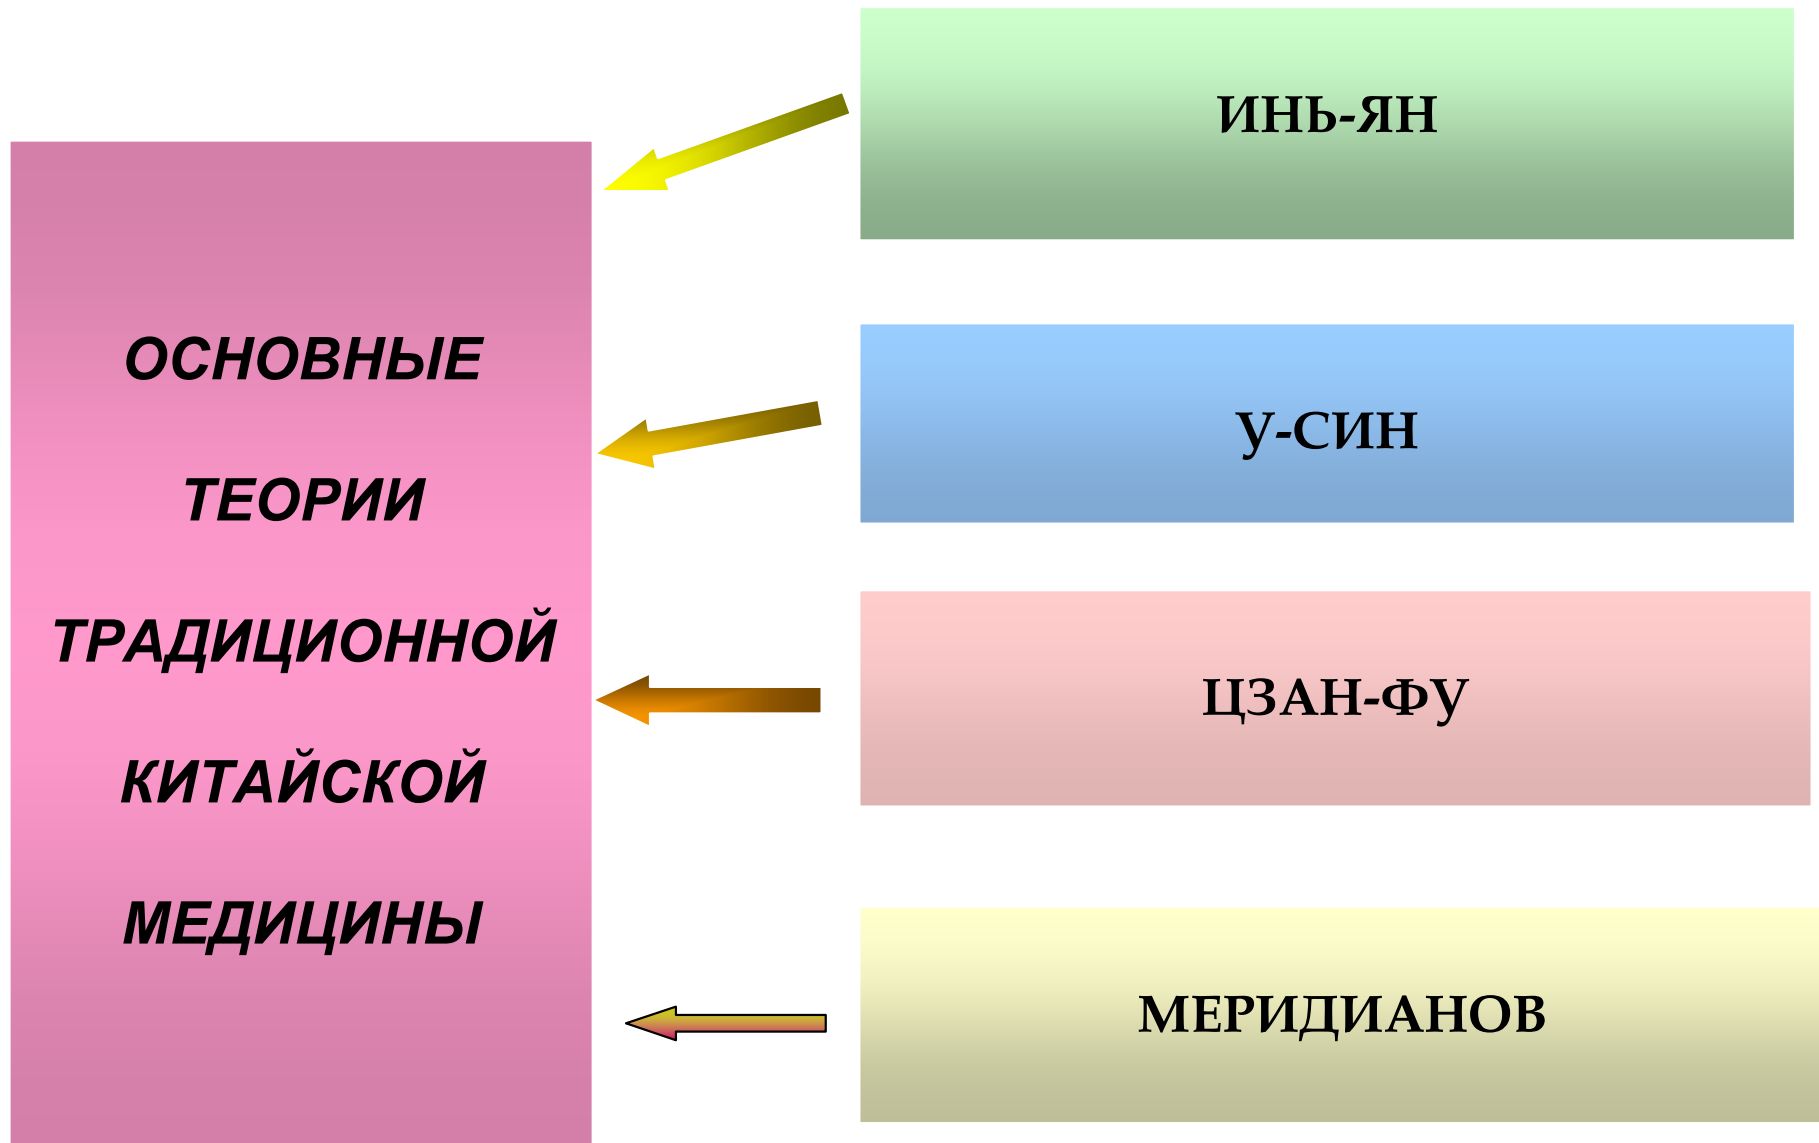 ОСНОВНЫЕ
ТЕОРИИ
ТРАДИЦИОННОЙ
КИТАЙСКОЙ
МЕДИЦИНЫ
ИНЬ-ЯН
У-СИН
ЦЗАН-ФУ
МЕРИДИАНОВ